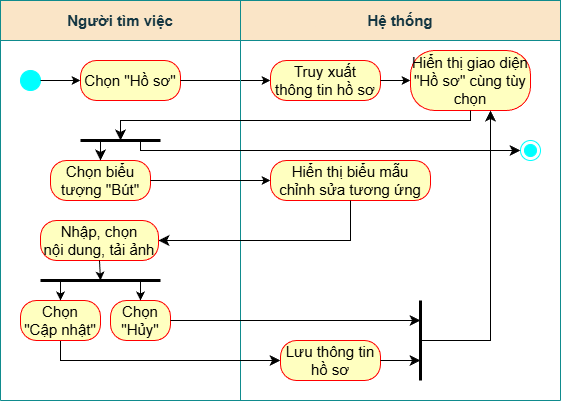 Người tìm việc
Hệ thống
Chọn "Hồ sơ"
Truy xuất
thông tin hồ sơ
Hiển thị giao diện
"Hồ sơ" cùng tùy
chọn
Chọn biểu
tượng "Bút"
Hiển thị biểu mẫu
chỉnh sửa tương ứng
Nhập, chọn
nội dung, tải ảnh
Chọn
"Cập nhật"
Chọn
"Hủy"
Lưu thông tin
hồ sơ